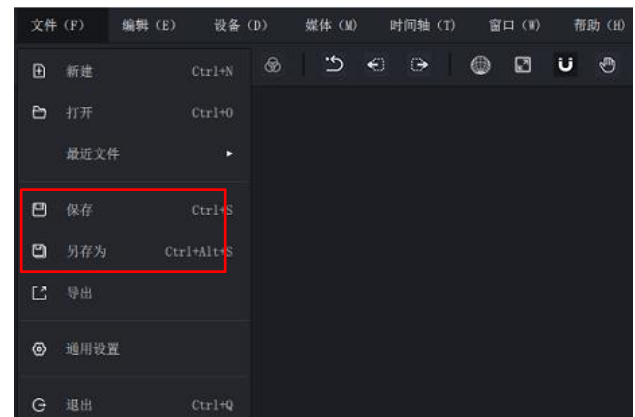 文件 (F) 编辑 (E) 设备 (D) 媒体 (M) 时间轴 (T) 窗口 (W) 帮助 (H)
新建 Ctrl+N
打开 Ctrl+O
最近文件
保存 Ctrl+S
另存为 Ctrl+Alt+S
导出
通用设置
退出 Ctrl+Q